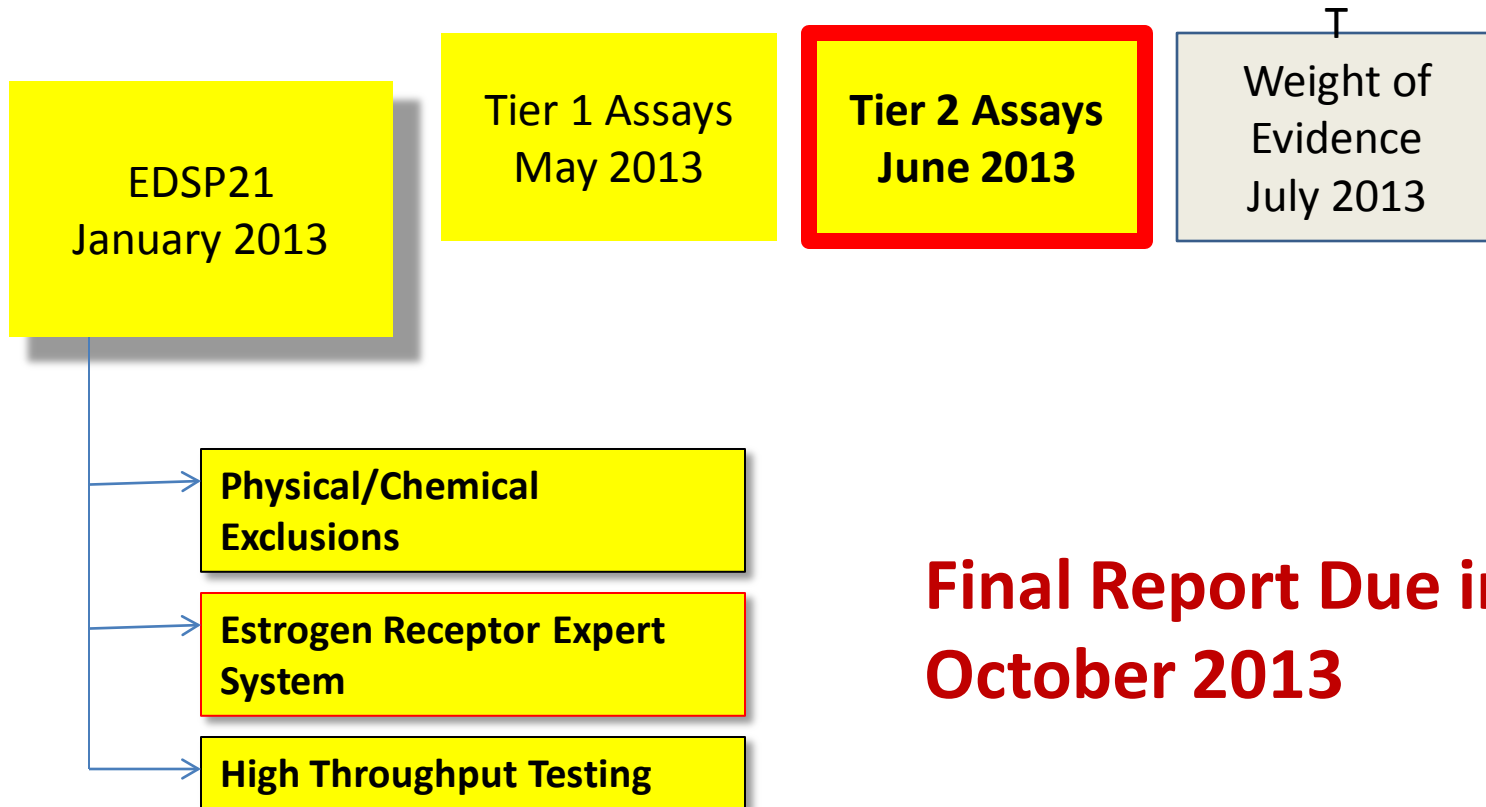 T
EDSP21
January 2013
Tier 1 Assays
May 2013
Tier 2 Assays
June 2013
Weight of
Evidence
July 2013
Physical/Chemical
Exclusions
Estrogen Receptor Expert
System
High Throughput Testing
Final Report Due in
October 2013